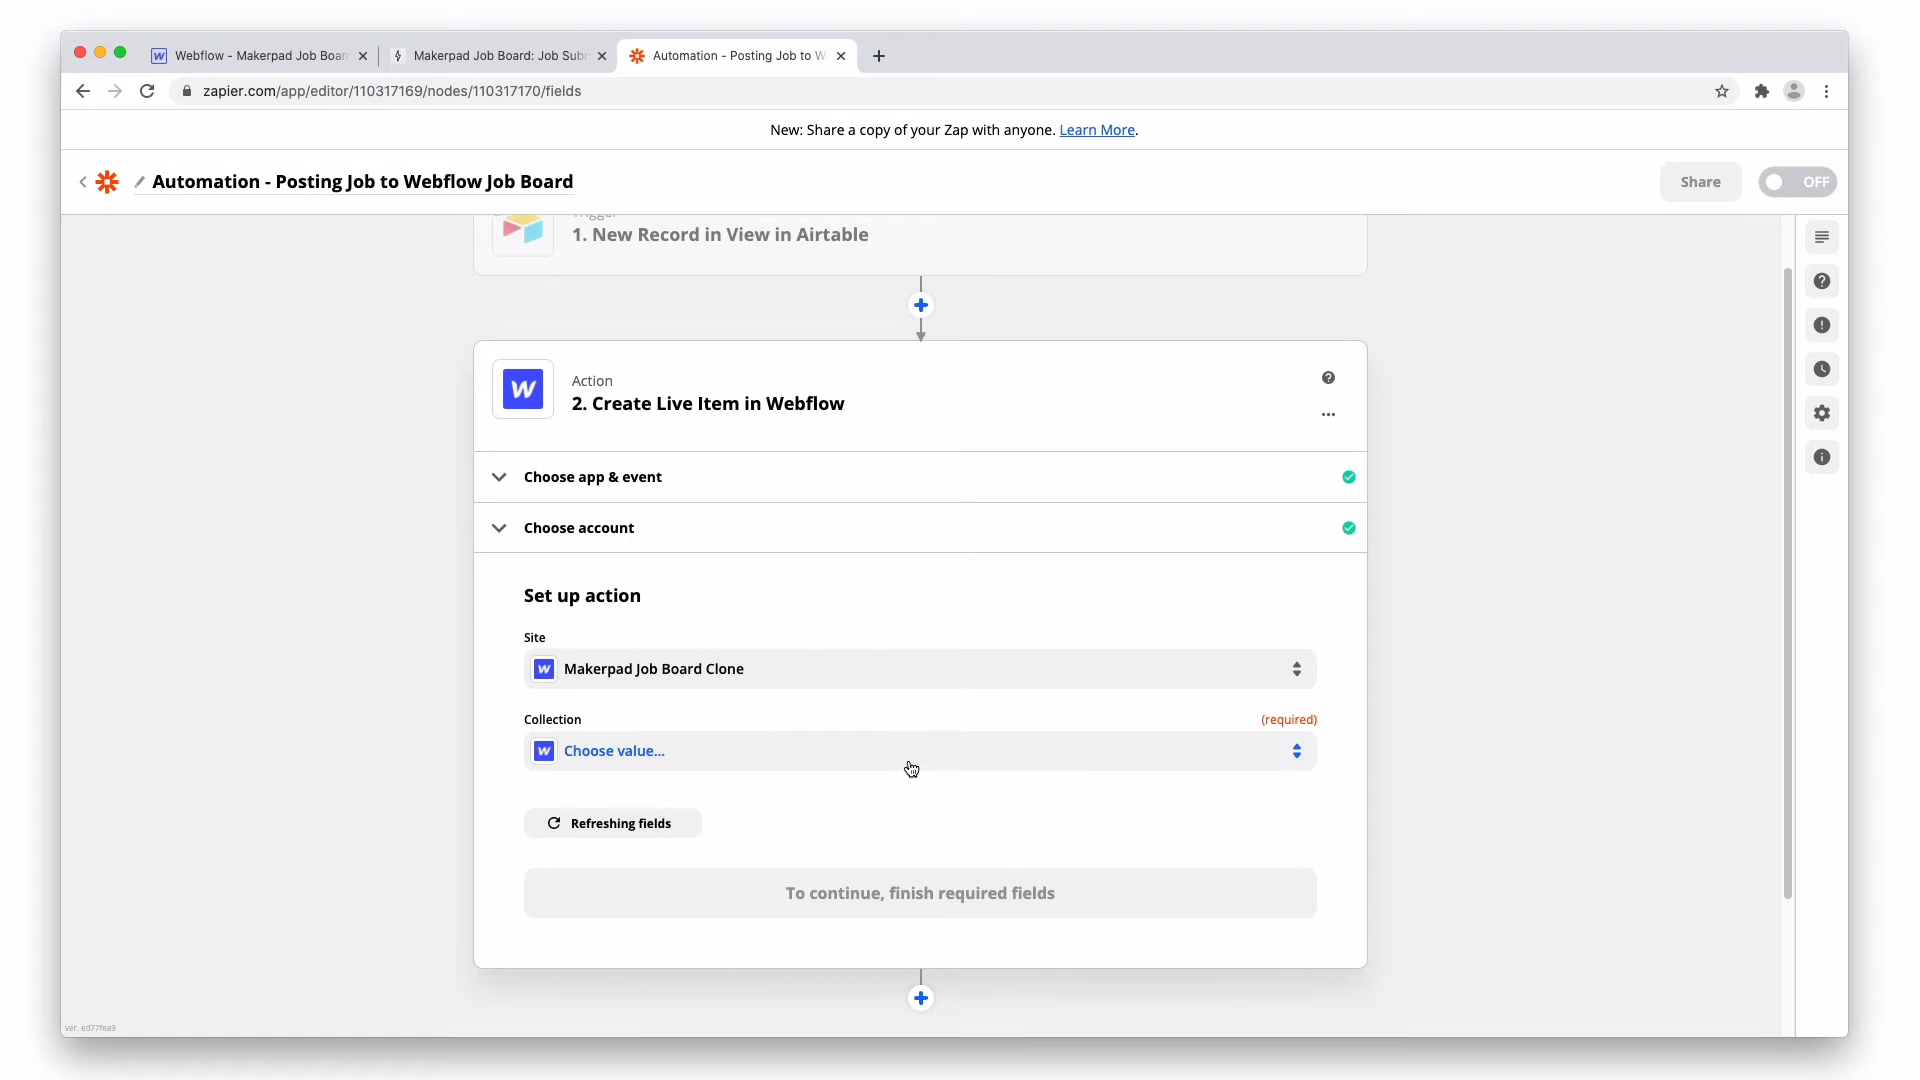 Webflow - Makerpad Job Boar
Makerpad Job Board: Job Sub
Automation - Posting Job to W
zapier.com/app/editor/110317169/nodes/110317170/fields
New: Share a copy of your Zap with anyone. Learn More.
Automation - Posting Job to Webflow Job Board
Share
OFF
Trigger
1. New Record in View in Airtable
Action
2. Create Live Item in Webflow
Choose app & event
Choose account
Set up action
Site
Makerpad Job Board Clone
Collection
(required)
Choose value...
Refreshing fields
To continue, finish required fields
ver. ed77fea9